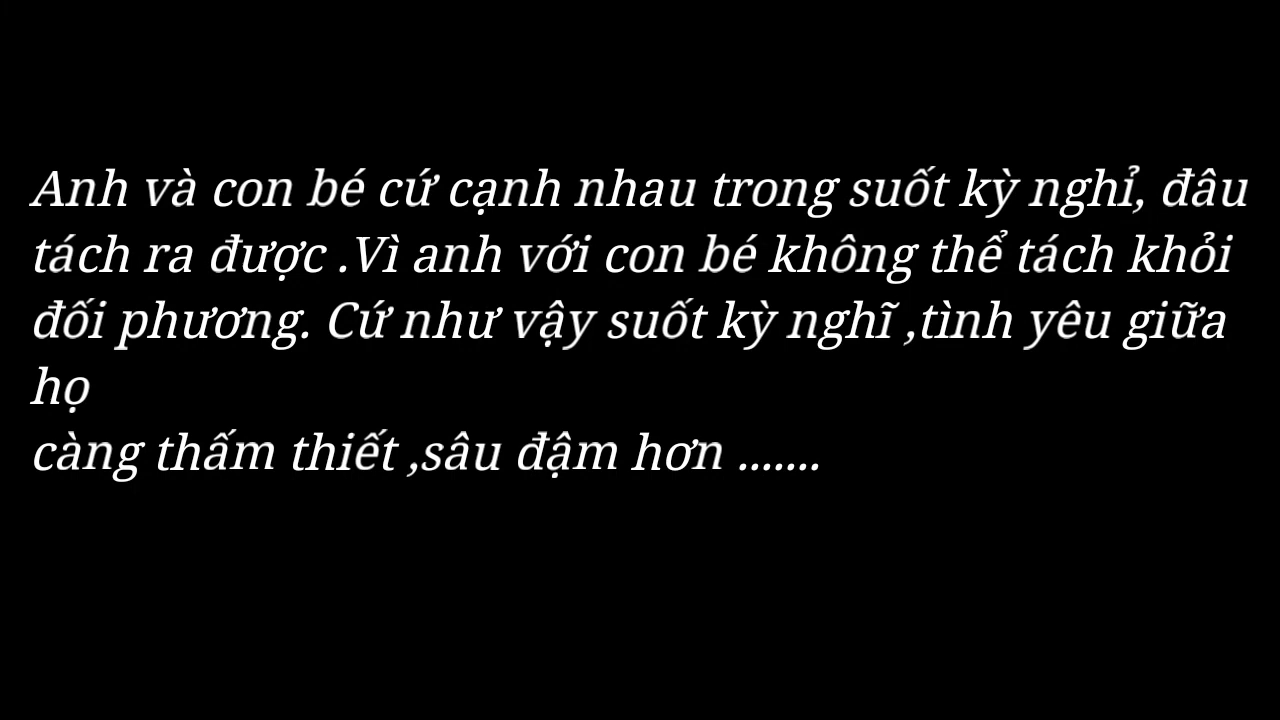 Anh và con bé cứ cạnh nhau trong suốt kỳ nghỉ, đâu
tách ra được .Vì anh với con bé không thể tách khỏi
đối phương. Cứ như vậy suốt kỳ nghĩ ,tình yêu giữa
họ
càng thấm thiết ,sâu đậm hơn .......